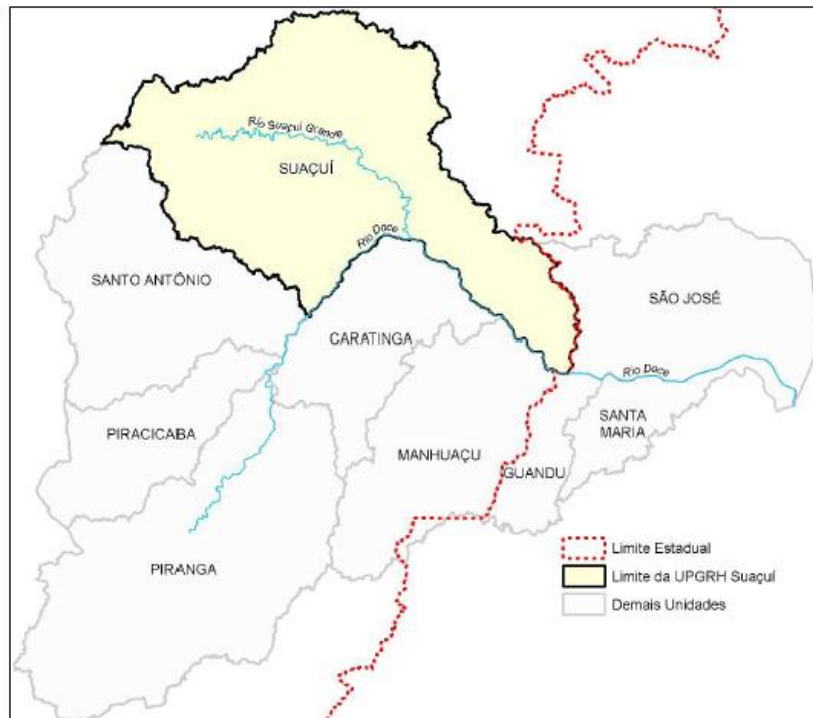 Rio Suaçuí Grande
SUAÇUÍ
Rio Doce
SANTO ANTÔNIO
SÃO JOSÉ
CARATINGA
Rio Doce
SANTA
MARIA
PIRACICABA
MANHUAÇU
GUANDU
PIRANGA
Limite Estadual
Limite da UPGRH Suaçuí
Demais Unidades